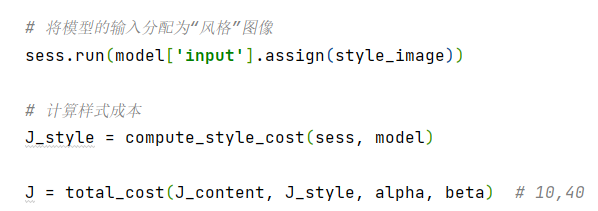 # 将模型的输入分配为“风格”图像
sess.run(model['input'].assign(style_image))
# 计算样式成本
J_style = compute_style_cost(sess, model)
J = total_cost(J_content, J_style, alpha, beta)  # 10,40